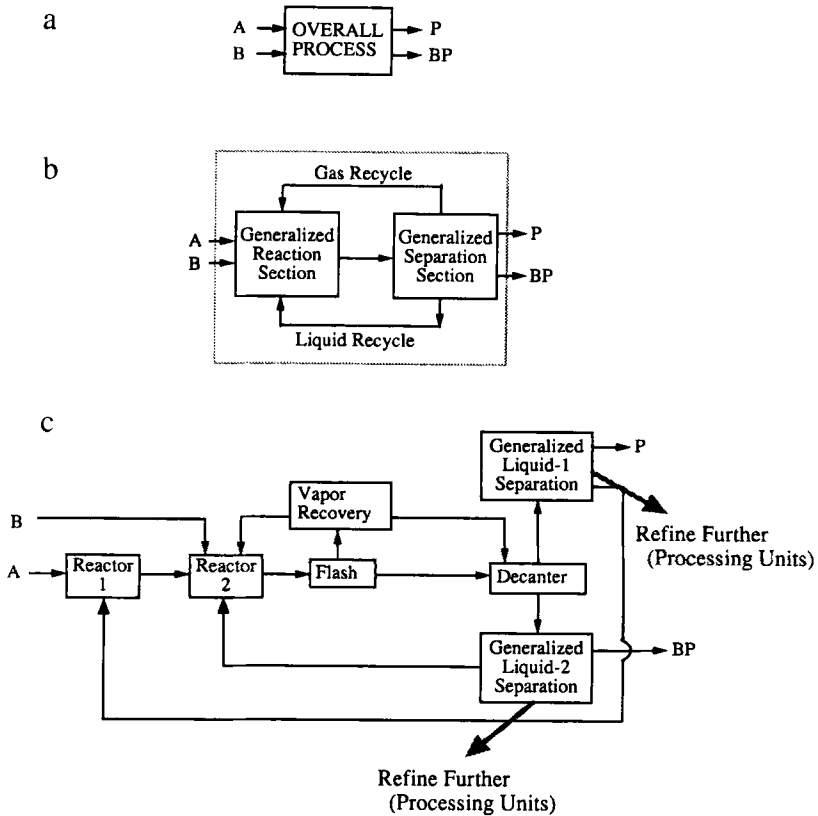 a
A
B
OVERALL
PROCESS
P
BP
b
Gas Recycle
A
B
Generalized
Reaction
Section
Generalized
Separation
Section
P
BP
Liquid Recycle
c
Generalized
Liquid-1
Separation
P
Vapor
Recovery
B
Refine Further
(Processing Units)
A
Reactor
1
Reactor
2
Flash
Decanter
Generalized
Liquid-2
Separation
BP
Refine Further
(Processing Units)